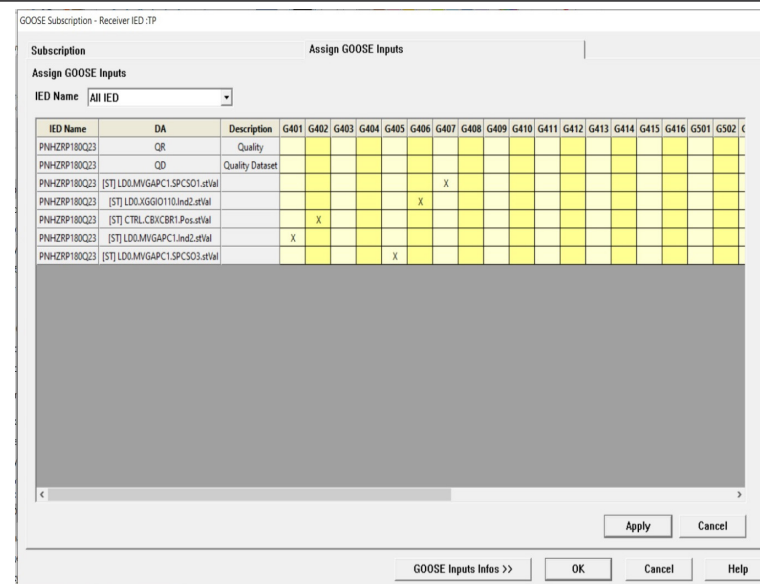 GOOSE Subscription - Receiver IED :TP
Subscription Assign GOOSE Inputs
Assign GOOSE Inputs
IED Name All IED
IED Name DA Description G401 G402 G403 G404 G405 G406 G407 G408 G409 G410 G411 G412 G413 G414 G415 G416 G501 G502
PNHZRP180Q23 QR Quality
PNHZRP180Q23 QD Quality Dataset
PNHZRP180Q23 [ST] LD0.MVGAPC1.SPCSO1.stVal X
PNHZRP180Q23 [ST] LD0.XGGIO110.Ind2.stVal X
PNHZRP180Q23 [ST] CTRL.CBXCBR1.Pos.stVal X
PNHZRP180Q23 [ST] LD0.MVGAPC1.Ind2.stVal X
PNHZRP180Q23 [ST] LD0.MVGAPC1.SPCSO3.stVal X
Apply Cancel
GOOSE Inputs Infos >> OK Cancel Help